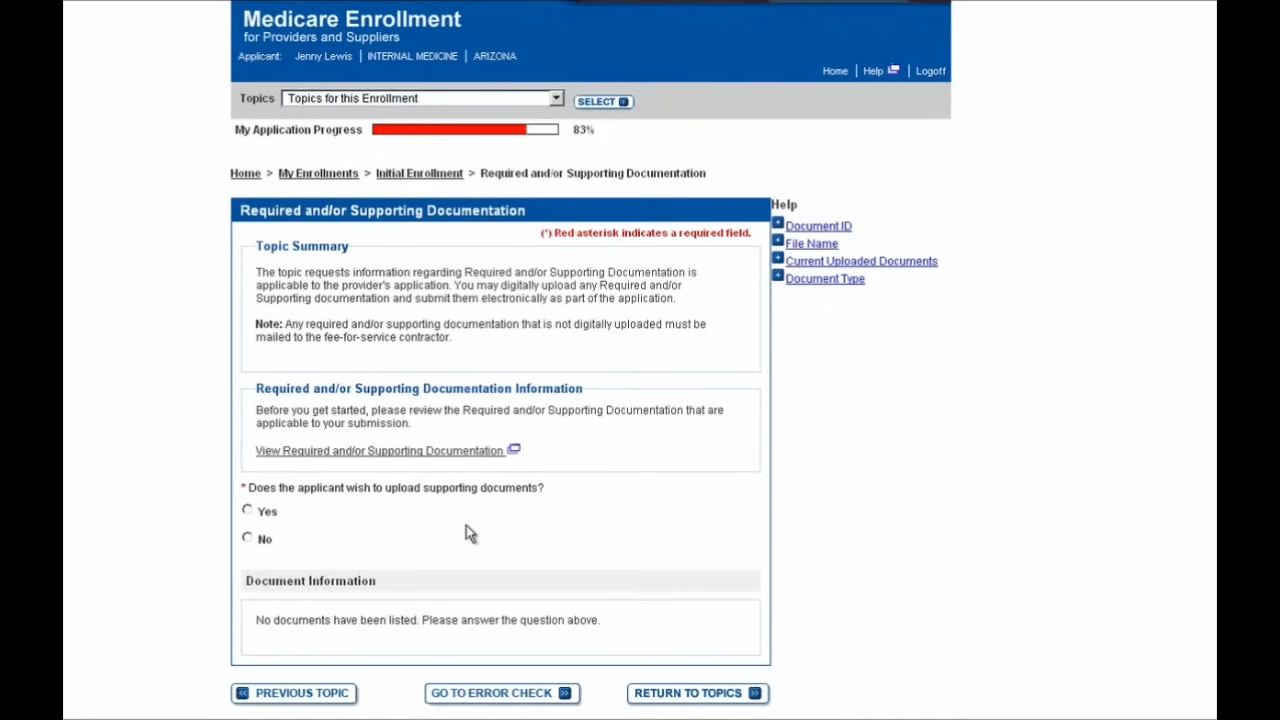 Medicare Enrollment
for Providers and Suppliers
Applicant: Jenny Lewis | INTERNAL MEDICINE | ARIZONA
Home | Help | Logoff
Topics Topics for this Enrollment SELECT
My Application Progress 83%
Home > My Enrollments > Initial Enrollment > Required and/or Supporting Documentation
Required and/or Supporting Documentation
(*) Red asterisk indicates a required field.
Topic Summary
The topic requests information regarding Required and/or Supporting Documentation is
applicable to the provider's application. You may digitally upload any Required and/or
Supporting documentation and submit them electronically as part of the application.
Note: Any required and/or supporting documentation that is not digitally uploaded must be
mailed to the fee-for-service contractor.
Required and/or Supporting Documentation Information
Before you get started, please review the Required and/or Supporting Documentation that are
applicable to your submission.
View Required and/or Supporting Documentation
* Does the applicant wish to upload supporting documents?
Yes
No
Document Information
No documents have been listed. Please answer the question above.
PREVIOUS TOPIC GO TO ERROR CHECK RETURN TO TOPICS
Help
Document ID
File Name
Current Uploaded Documents
Document Type